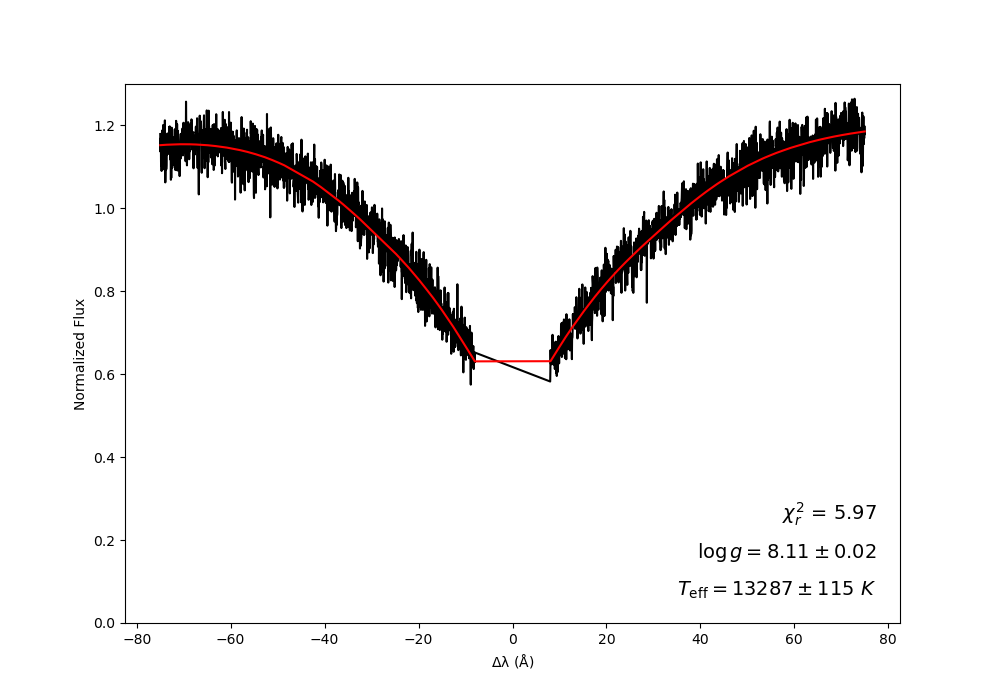 1.2
1.0
0.8
0.6
0.4
0.2
0.0
Normalized Flux
χ²ᵣ = 5.97
log g = 8.11 ± 0.02
T_eff = 13287 ± 115 K
−80 −60 −40 −20 0 20 40 60 80
Δλ (Å)